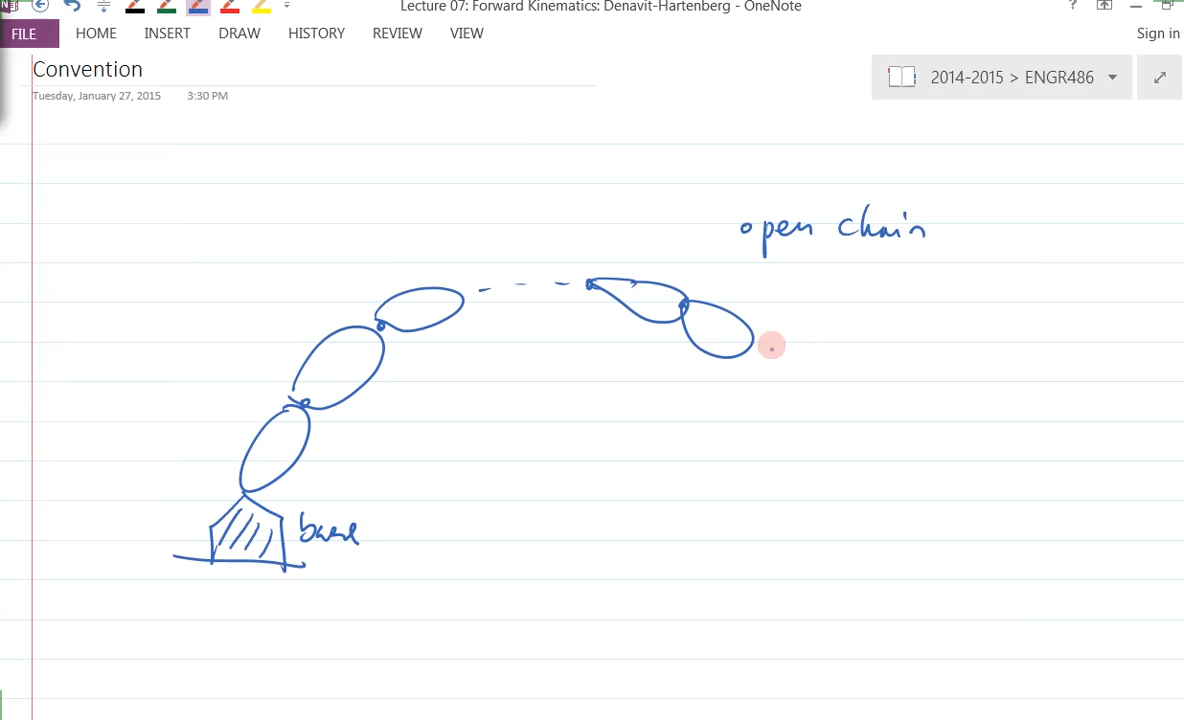 Lecture 07: Forward Kinematics: Denavit-Hartenberg - OneNote
?
FILE HOME INSERT DRAW HISTORY REVIEW VIEW
Sign in
Convention
2014-2015 > ENGR486
Tuesday, January 27, 2015 3:30 PM
open chain
base